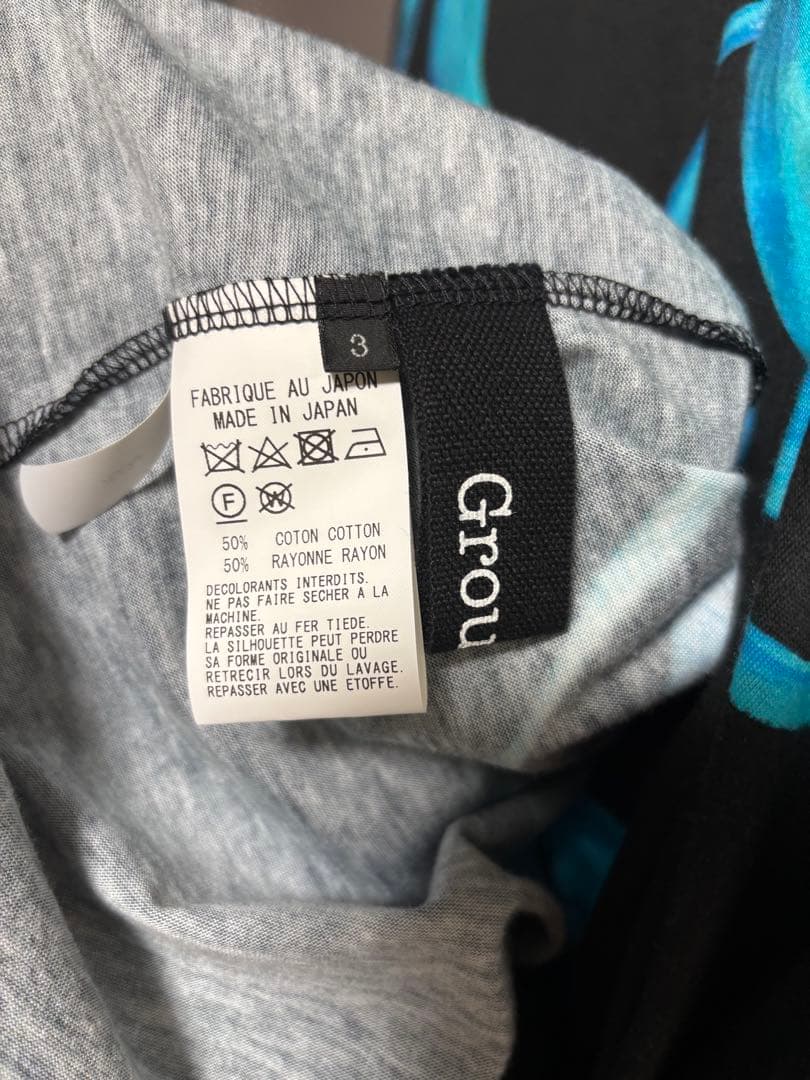 3
FABRIQUE AU JAPON
MADE IN JAPAN
F W
50% COTON COTTON
50% RAYONNE RAYON
DECOLORANTS INTERDITS.
NE PAS FAIRE SECHER A LA
MACHINE.
REPASSER AU FER TIEDE.
LA SILHOUETTE PEUT PERDRE
SA FORME ORIGINALE OU
RETRECIR LORS DU LAVAGE.
REPASSER AVEC UNE ETOFFE.
Grou